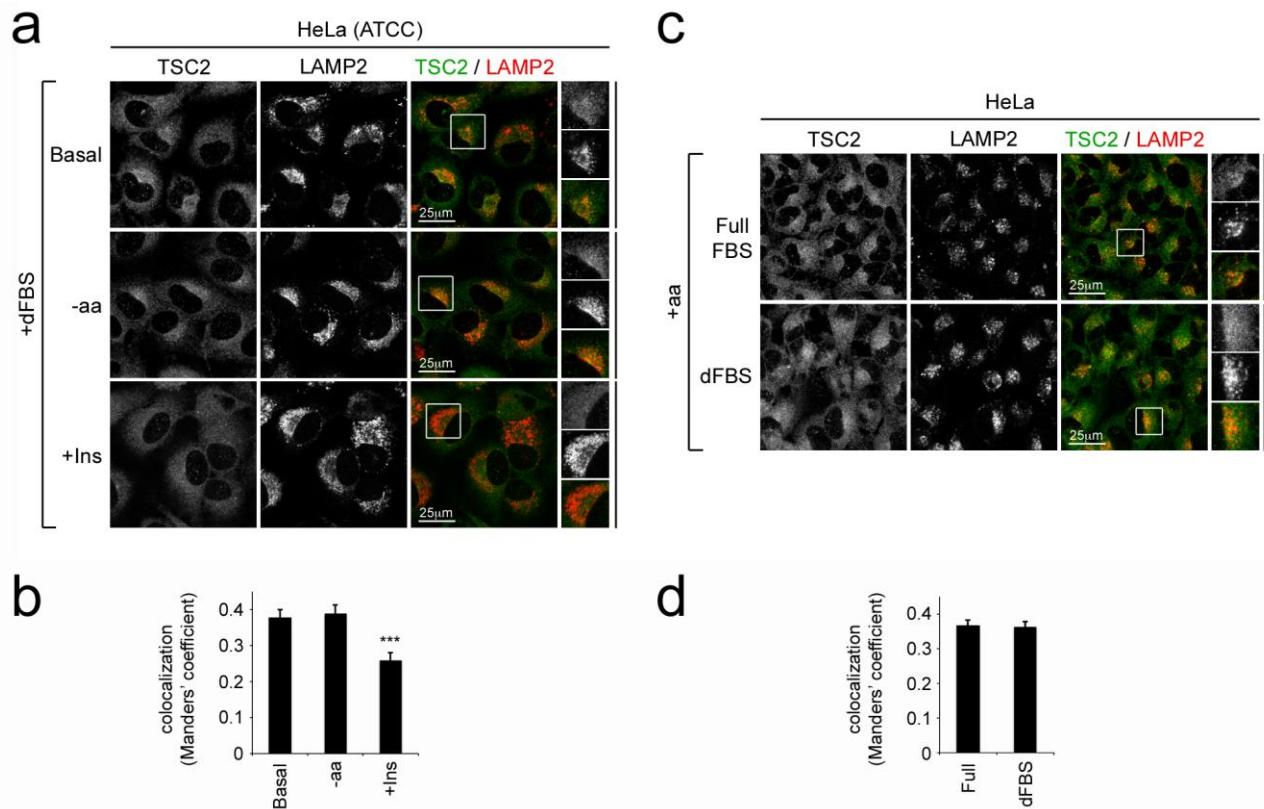 a
HeLa (ATCC)
TSC2 LAMP2 TSC2 / LAMP2
+dFBS
Basal
25µm
-aa
25µm
+Ins
25µm
b
colocalization
(Manders' coefficient)
0.4
0.3
0.2
0.1
0
***
Basal -aa +Ins
c
HeLa
TSC2 LAMP2 TSC2 / LAMP2
+aa
Full
FBS
25µm
dFBS
25µm
d
colocalization
(Manders' coefficient)
0.4
0.3
0.2
0.1
0
Full dFBS